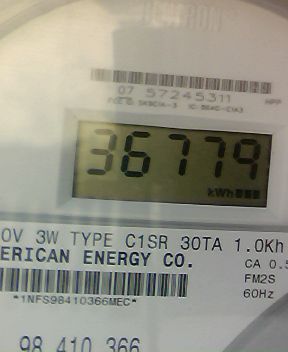 07 57245311
36779
kWh
0V 3W TYPE C1SR 30TA 1.0Kh
ERICAN ENERGY CO.
CA 0.5
FM2S
60Hz
*1NFS98410366MEC*
98 410 366